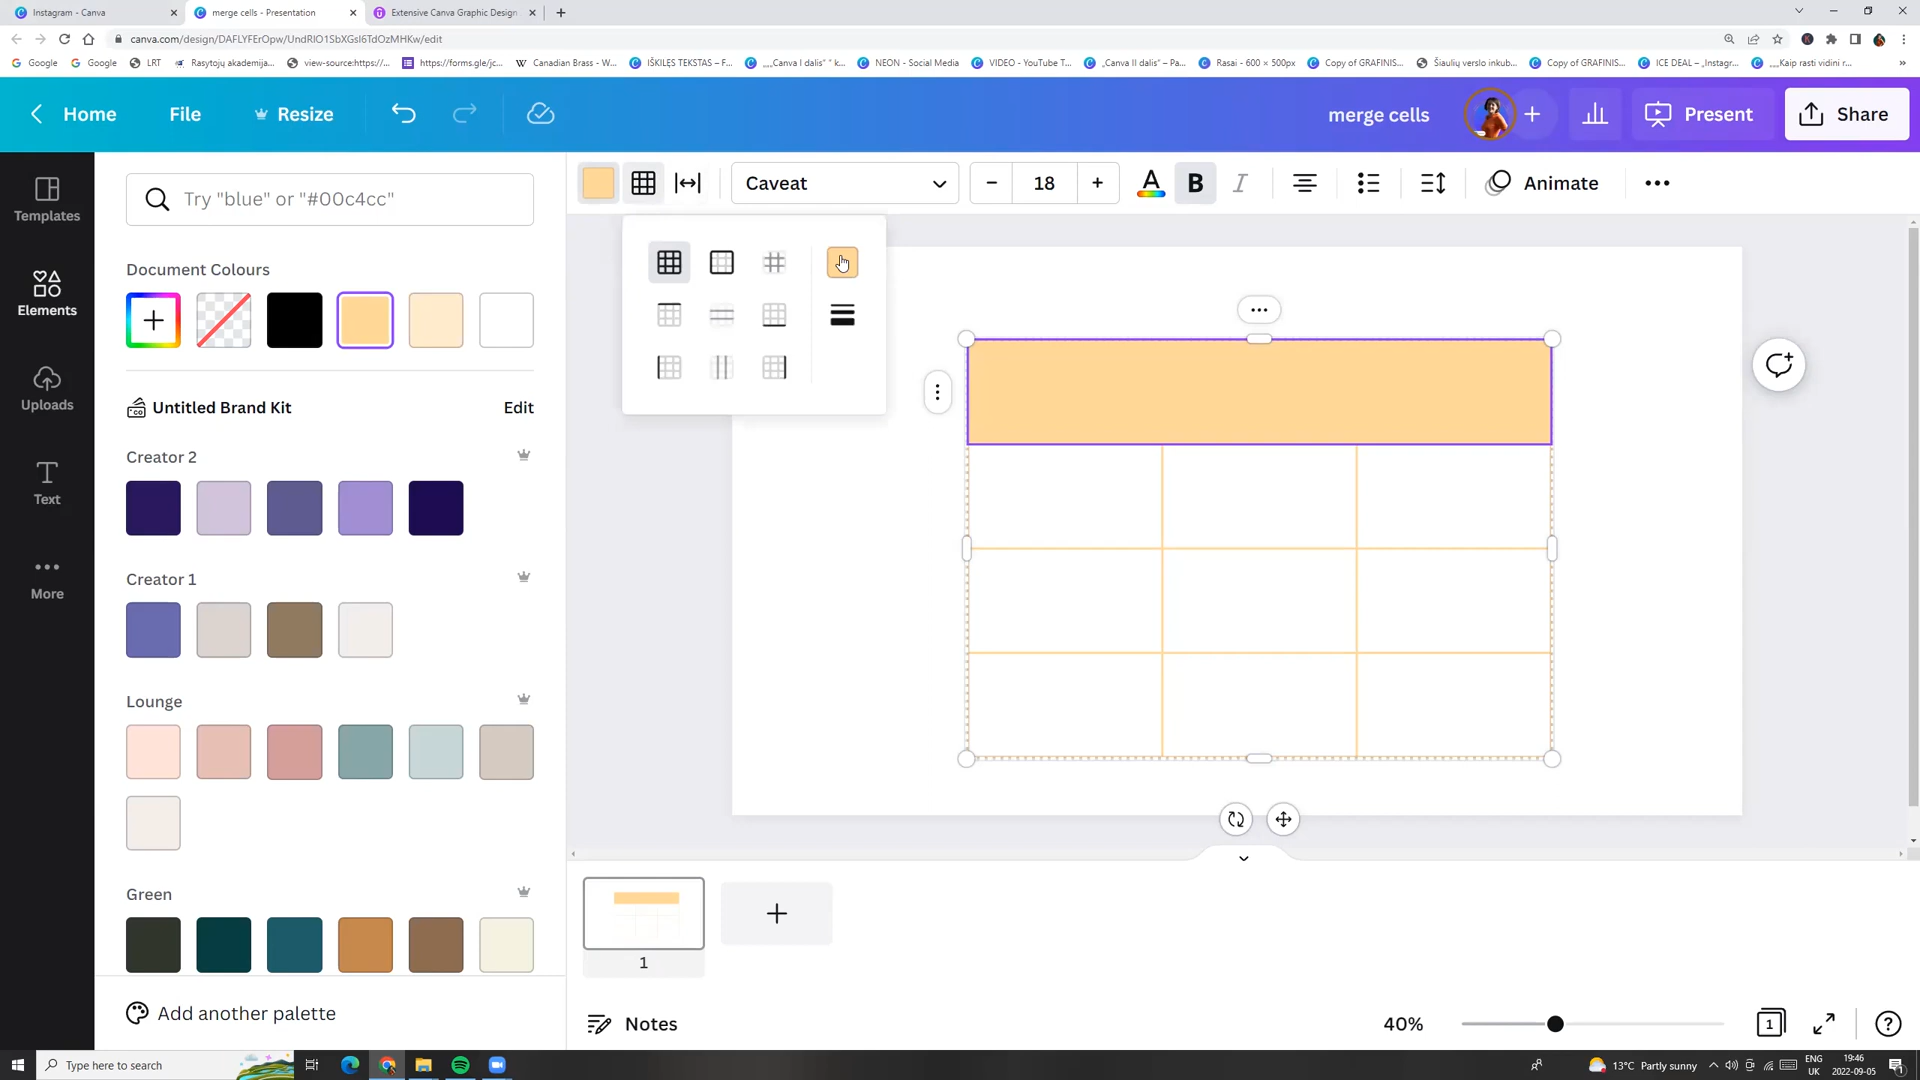 Instagram - Canva
merge cells - Presentation
Extensive Canva Graphic Design
canva.com/design/DAFLYFErOpw/UndRIO1SbXGsI6TdOzMHKw/edit
Google
Google
LRT
Rasytojų akademija...
view-source:https://...
https://forms.gle/jc...
Canadian Brass - W...
IŠKILĘS TEKSTAS – F...
„„Canva I dalis" " k...
NEON - Social Media
VIDEO - YouTube T...
„Canva II dalis" – Pa...
Rasai - 600 × 500px
Copy of GRAFINIS...
Šiaulių verslo inkub...
Copy of GRAFINIS...
ICE DEAL – „Instagr...
„„Kaip rasti vidini r...
Home
File
Resize
merge cells
Present
Share
Templates
Elements
Uploads
Text
More
Try "blue" or "#00c4cc"
Document Colours
Untitled Brand Kit
Edit
Creator 2
Creator 1
Lounge
Green
Add another palette
Caveat
18
A
B
I
Animate
1
Notes
40%
1
Type here to search
13°C Partly sunny
ENG
UK
19:46
2022-09-05